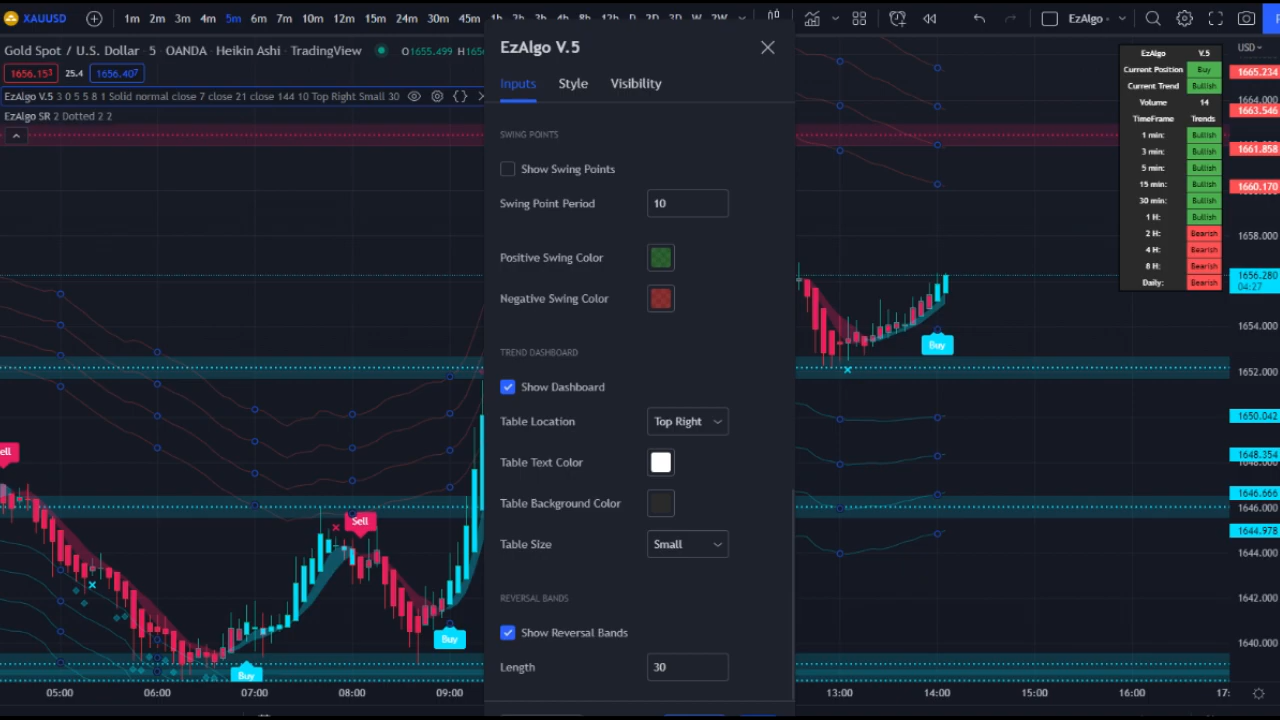 XAUUSD 1m 2m 3m 4m 5m 6m 7m 10m 12m 15m 24m 30m 45m
EzAlgo
Gold Spot / U.S. Dollar · 5 · OANDA · Heikin Ashi · TradingView
O1655.499
1656.153 25.4 1656.407
EzAlgo V.5 3 0 5 5 8 1 Solid normal close 7 close 21 close 144 10 Top Right Small 30
EzAlgo SR 2 Dotted 2 2
EzAlgo V.5
Inputs Style Visibility
SWING POINTS
Show Swing Points
Swing Point Period 10
Positive Swing Color
Negative Swing Color
TREND DASHBOARD
Show Dashboard
Table Location Top Right
Table Text Color
Table Background Color
Table Size Small
REVERSAL BANDS
Show Reversal Bands
Length 30
EzAlgo V.5
Current Position Buy
Current Trend Bullish
Volume 14
TimeFrame Trends
1 min: Bullish
3 min: Bullish
5 min: Bullish
15 min: Bullish
30 min: Bullish
1 H: Bullish
2 H: Bearish
4 H: Bearish
8 H: Bearish
Daily: Bearish
USD
1665.234
1664.000
1663.546
1661.858
1660.170
1658.000
1656.280
04:27
1654.000
1652.000
1650.042
1648.354
1646.666
1646.000
1644.978
1644.000
1642.000
1640.000
Sell
Buy
Buy
Buy
05:00 06:00 07:00 08:00 09:00 13:00 14:00 15:00 16:00 17: